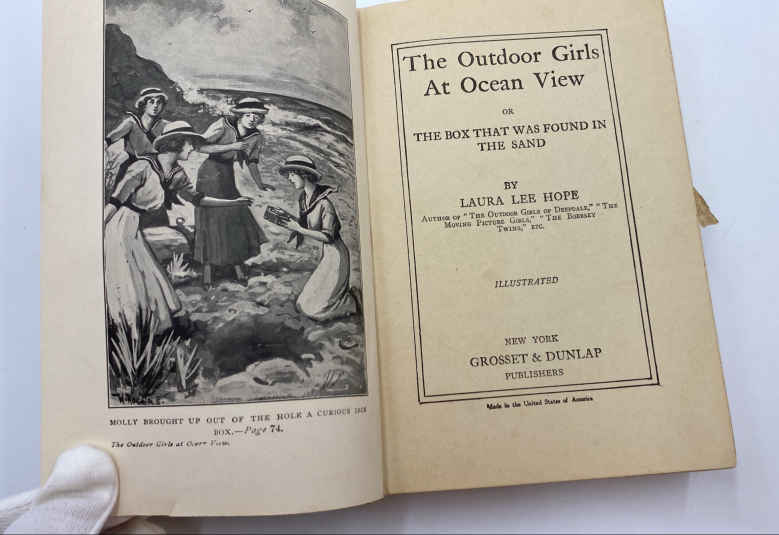 MOLLY BROUGHT UP OUT OF THE HOLE A CURIOUS IRON
BOX.—Page 74.
The Outdoor Girls at Ocean View.
The Outdoor Girls
At Ocean View
OR
THE BOX THAT WAS FOUND IN
THE SAND
BY
LAURA LEE HOPE
AUTHOR OF "THE OUTDOOR GIRLS OF DEEPDALE," "THE
MOVING PICTURE GIRLS," "THE BOBBSEY
TWINS," ETC.
ILLUSTRATED
NEW YORK
GROSSET & DUNLAP
PUBLISHERS
Made in the United States of America